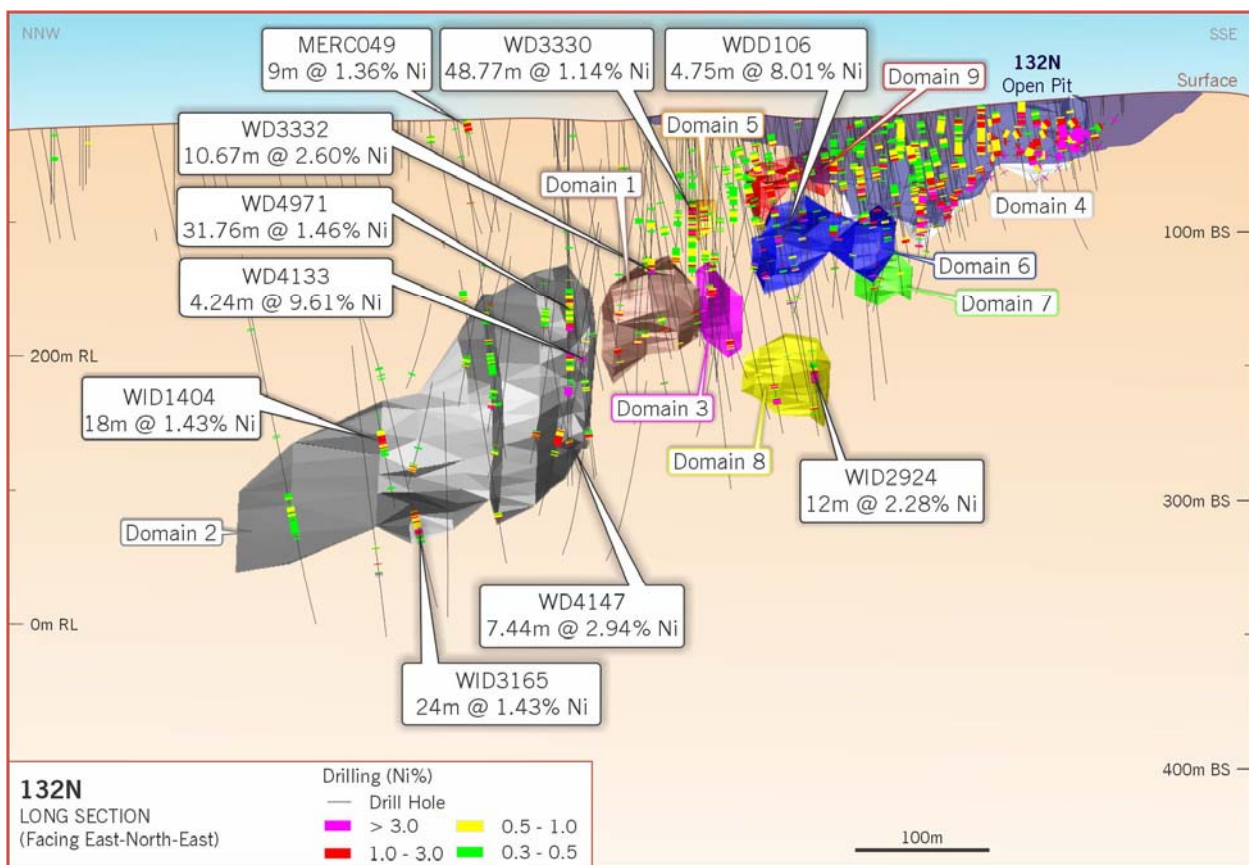 NNW
SSE
MERC049
9m @ 1.36% Ni
WD3330
48.77m @ 1.14% Ni
WDD106
4.75m @ 8.01% Ni
Domain 9
132N
Open Pit
Surface
WD3332
10.67m @ 2.60% Ni
Domain 5
Domain 1
WD4971
31.76m @ 1.46% Ni
Domain 4
100m BS
WD4133
4.24m @ 9.61% Ni
Domain 6
Domain 7
200m RL
WID1404
18m @ 1.43% Ni
Domain 3
Domain 8
WID2924
12m @ 2.28% Ni
300m BS
Domain 2
WD4147
7.44m @ 2.94% Ni
0m RL
WID3165
24m @ 1.43% Ni
400m BS
132N
LONG SECTION
(Facing East-North-East)
Drilling (Ni%)
Drill Hole
> 3.0
0.5 - 1.0
1.0 - 3.0
0.3 - 0.5
100m